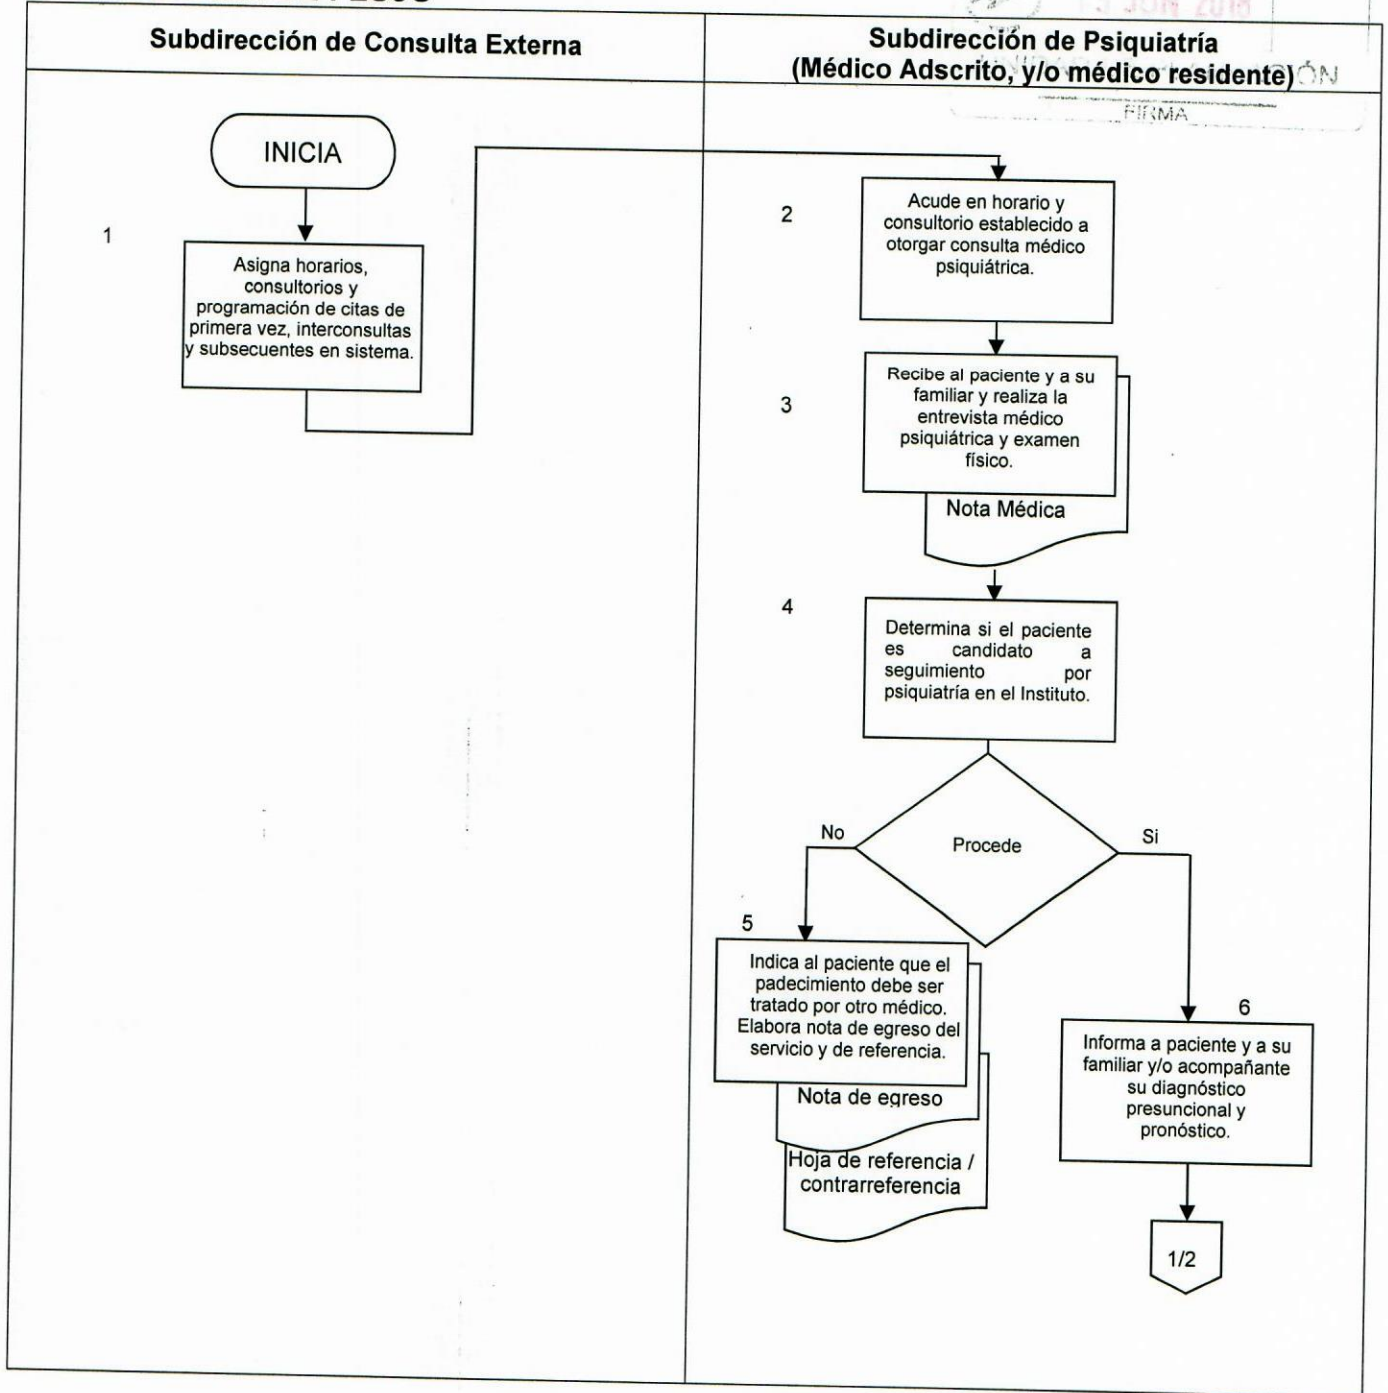 13 JUN 2018
Subdirección de Consulta Externa
Subdirección de Psiquiatría
(Médico Adscrito, y/o médico residente)
FIRMA
INICIA
1
Asigna horarios,
consultorios y
programación de citas de
primera vez, interconsultas
y subsecuentes en sistema.
2
Acude en horario y
consultorio establecido a
otorgar consulta médico
psiquiátrica.
3
Recibe al paciente y a su
familiar y realiza la
entrevista médico
psiquiátrica y examen
físico.
Nota Médica
4
Determina si el paciente
es candidato a
seguimiento por
psiquiatría en el Instituto.
Procede
No
Si
5
Indica al paciente que el
padecimiento debe ser
tratado por otro médico.
Elabora nota de egreso del
servicio y de referencia.
Nota de egreso
Hoja de referencia /
contrarreferencia
6
Informa a paciente y a su
familiar y/o acompañante
su diagnóstico
presuncional y
pronóstico.
1/2